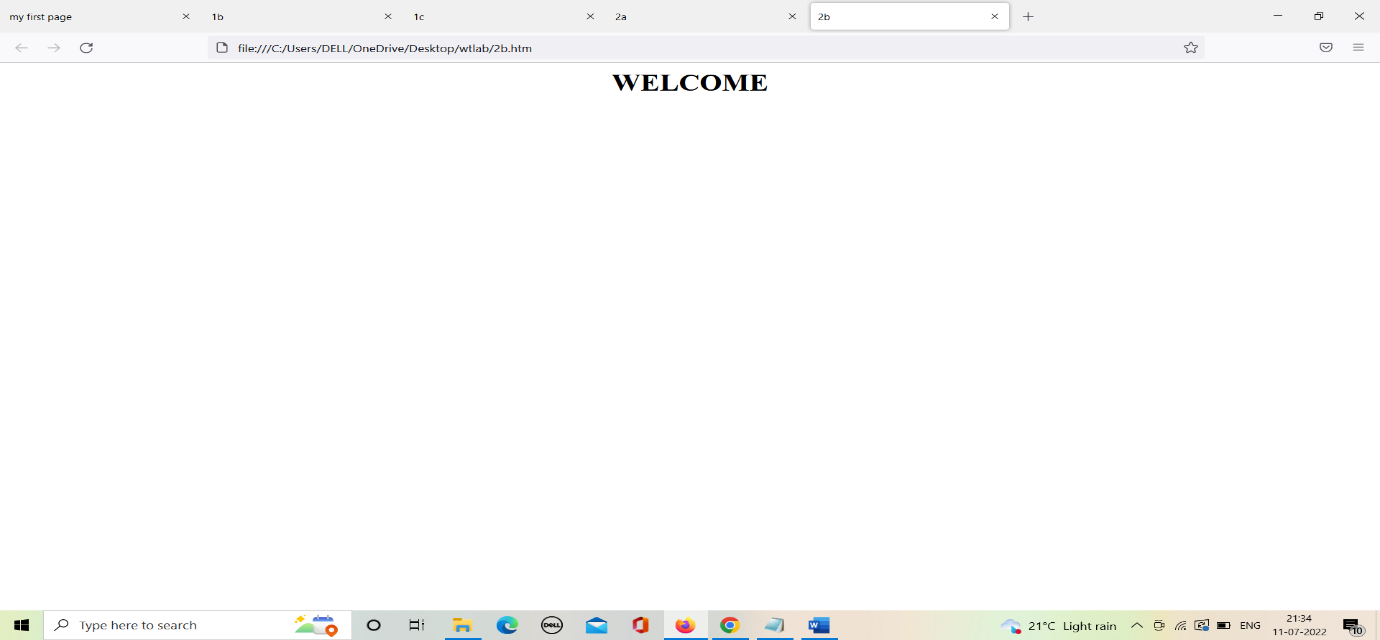 my first page
1b
1c
2a
2b
file:///C:/Users/DELL/OneDrive/Desktop/wtlab/2b.htm
WELCOME
Type here to search
DELL
W
21°C Light rain
ENG
21:34
11-07-2022
10